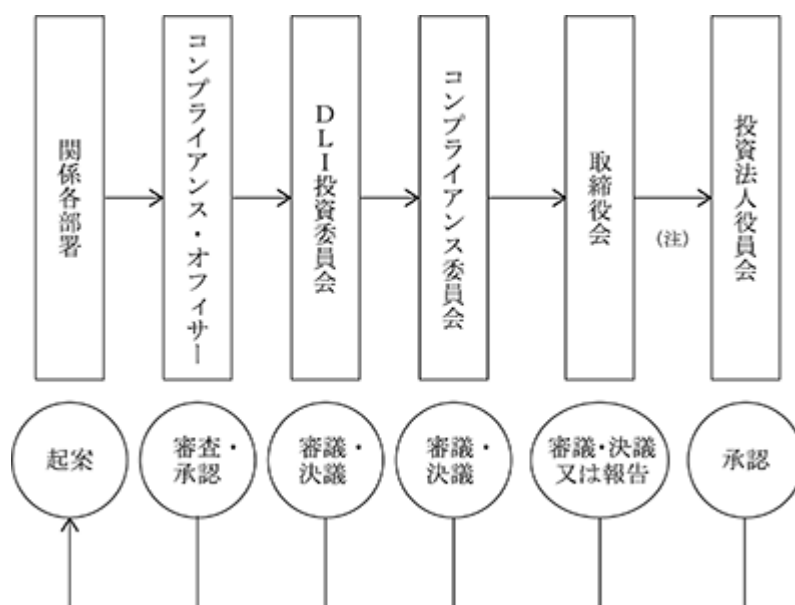 関係各部署
コンプライアンス・オフィサー
DLI投資委員会
コンプライアンス委員会
取締役会
(注)
投資法人役員会
起案
審査・
承認
審議・
決議
審議・
決議
審議・決議
又は報告
承認